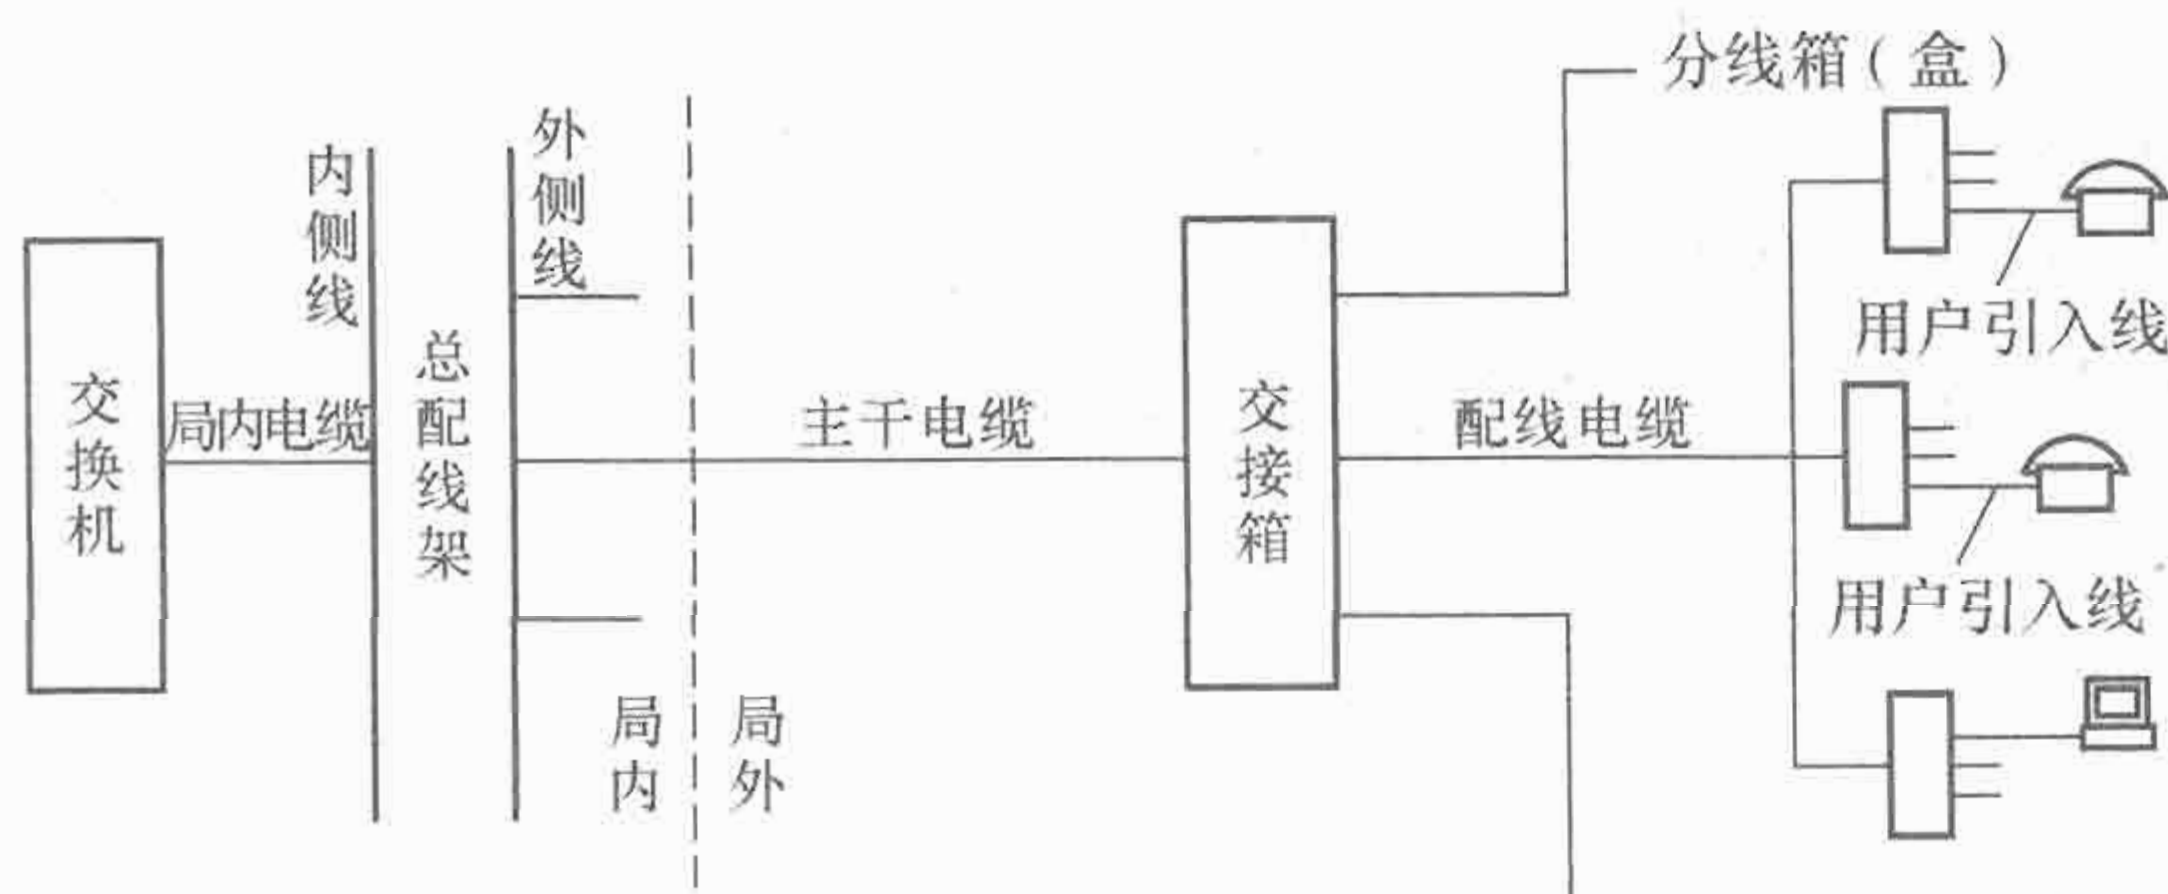 分线箱(盒)
外侧线
内侧线
用户引入线
总配线架
交换机
局内电缆
主干电缆
交接箱
配线电缆
用户引入线
局内
局外